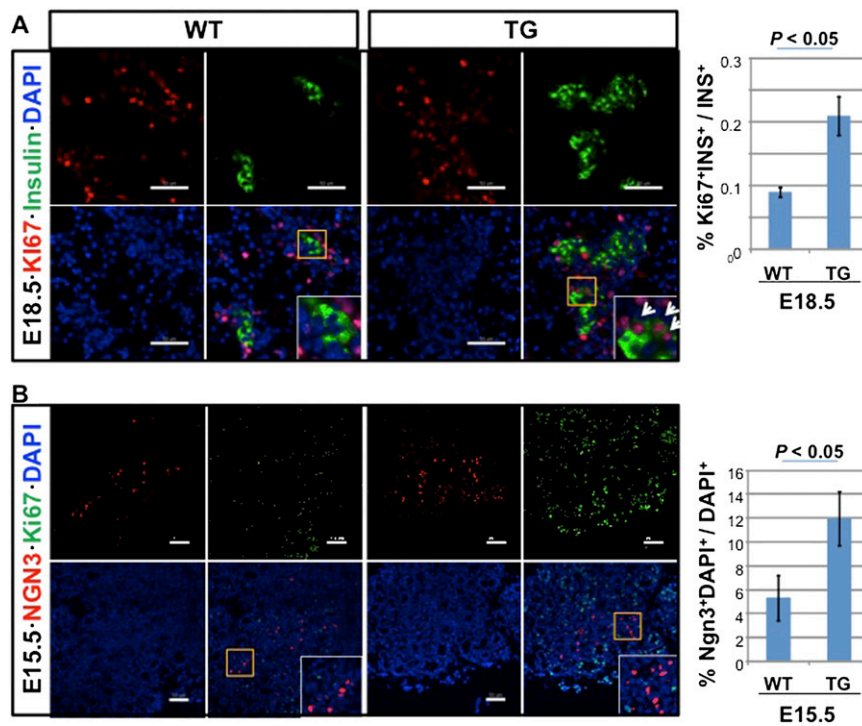 A
WT
TG
E18.5·KI67·Insulin·DAPI
P < 0.05
% Ki67+INS+ / INS+
0.3
0.2
0.1
0
0
WT
TG
E18.5
B
E15.5·NGN3·Ki67·DAPI
P < 0.05
% Ngn3+DAPI+ / DAPI+
16
14
12
10
8
6
4
2
0
WT
TG
E15.5